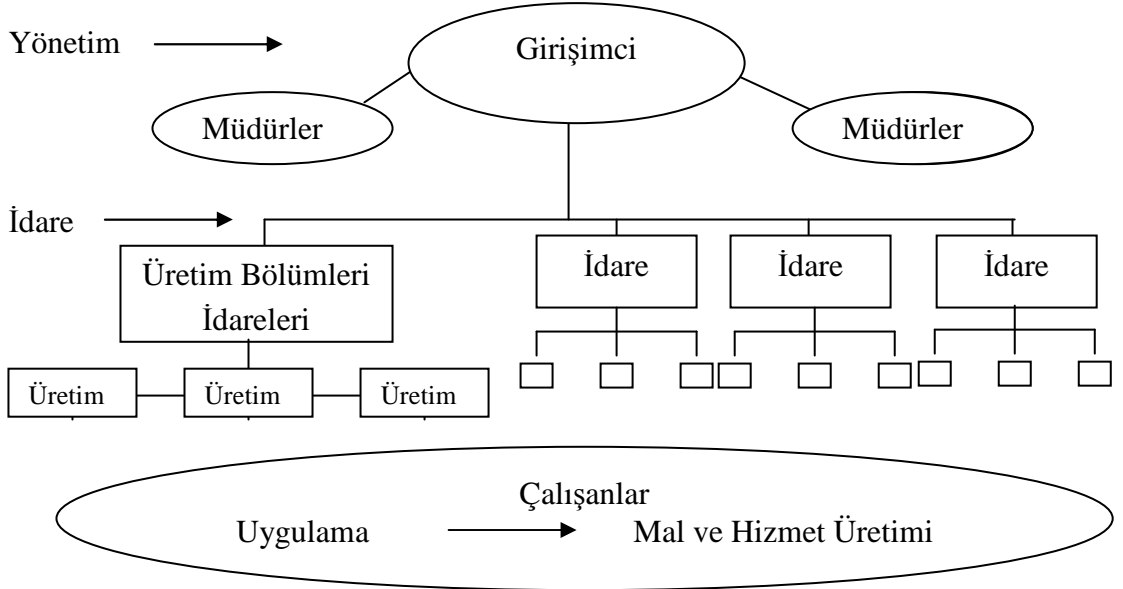 Yönetim
Girişimci
Müdürler
Müdürler
İdare
Üretim Bölümleri
İdareleri
İdare
İdare
İdare
Üretim
Üretim
Üretim
Çalışanlar
Uygulama
Mal ve Hizmet Üretimi